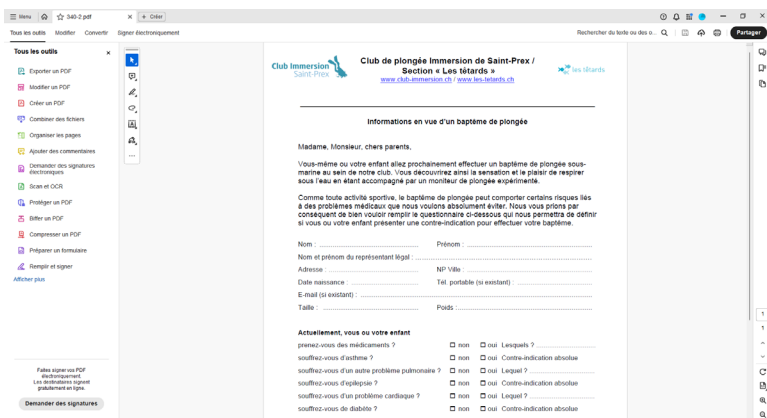 Menu
340-2.pdf
+ Créer
Tous les outils Modifier Convertir Signer électroniquement
Rechercher du texte ou des o...
Partager
Tous les outils
Exporter un PDF
Modifier un PDF
Créer un PDF
Combiner des fichiers
Organiser les pages
Ajouter des commentaires
Demander des signatures
électroniques
Scan et OCR
Protéger un PDF
Biffer un PDF
Compresser un PDF
Préparer un formulaire
Remplir et signer
Afficher plus
Faites signer vos PDF
électroniquement.
Les destinataires signent
gratuitement en ligne.
Demander des signatures
Club Immersion
Saint-Prex
Club de plongée Immersion de Saint-Prex /
Section « Les têtards »
www.club-immersion.ch / www.les-tetards.ch
les têtards
Informations en vue d'un baptème de plongée
Madame, Monsieur, chers parents,
Vous-même ou votre enfant allez prochainement effectuer un baptème de plongée sous-
marine au sein de notre club. Vous découvrirez ainsi la sensation et le plaisir de respirer
sous l'eau en étant accompagné par un moniteur de plongée expérimenté.
Comme toute activité sportive, le baptème de plongée peut comporter certains risques liés
à des problèmes médicaux que nous voulons absolument éviter. Nous vous prions par
conséquent de bien vouloir remplir le questionnaire ci-dessous qui nous permettra de définir
si vous ou votre enfant présenter une contre-indication pour effectuer votre baptème.
Nom : Prénom :
Nom et prénom du représentant légal :
Adresse : NP Ville :
Date naissance : Tél. portable (si existant) :
E-mail (si existant) :
Taille : Poids :
Actuellement, vous ou votre enfant
prenez-vous des médicaments ? non oui Lesquels ?
souffrez-vous d'asthme ? non oui Contre-indication absolue
souffrez-vous d'un autre problème pulmonaire ? non oui Lequel ?
souffrez-vous d'epilepsie ? non oui Contre-indication absolue
souffrez-vous d'un problème cardiaque ? non oui Lequel ?
souffrez-vous de diabète ? non oui Contre-indication absolue
1
1